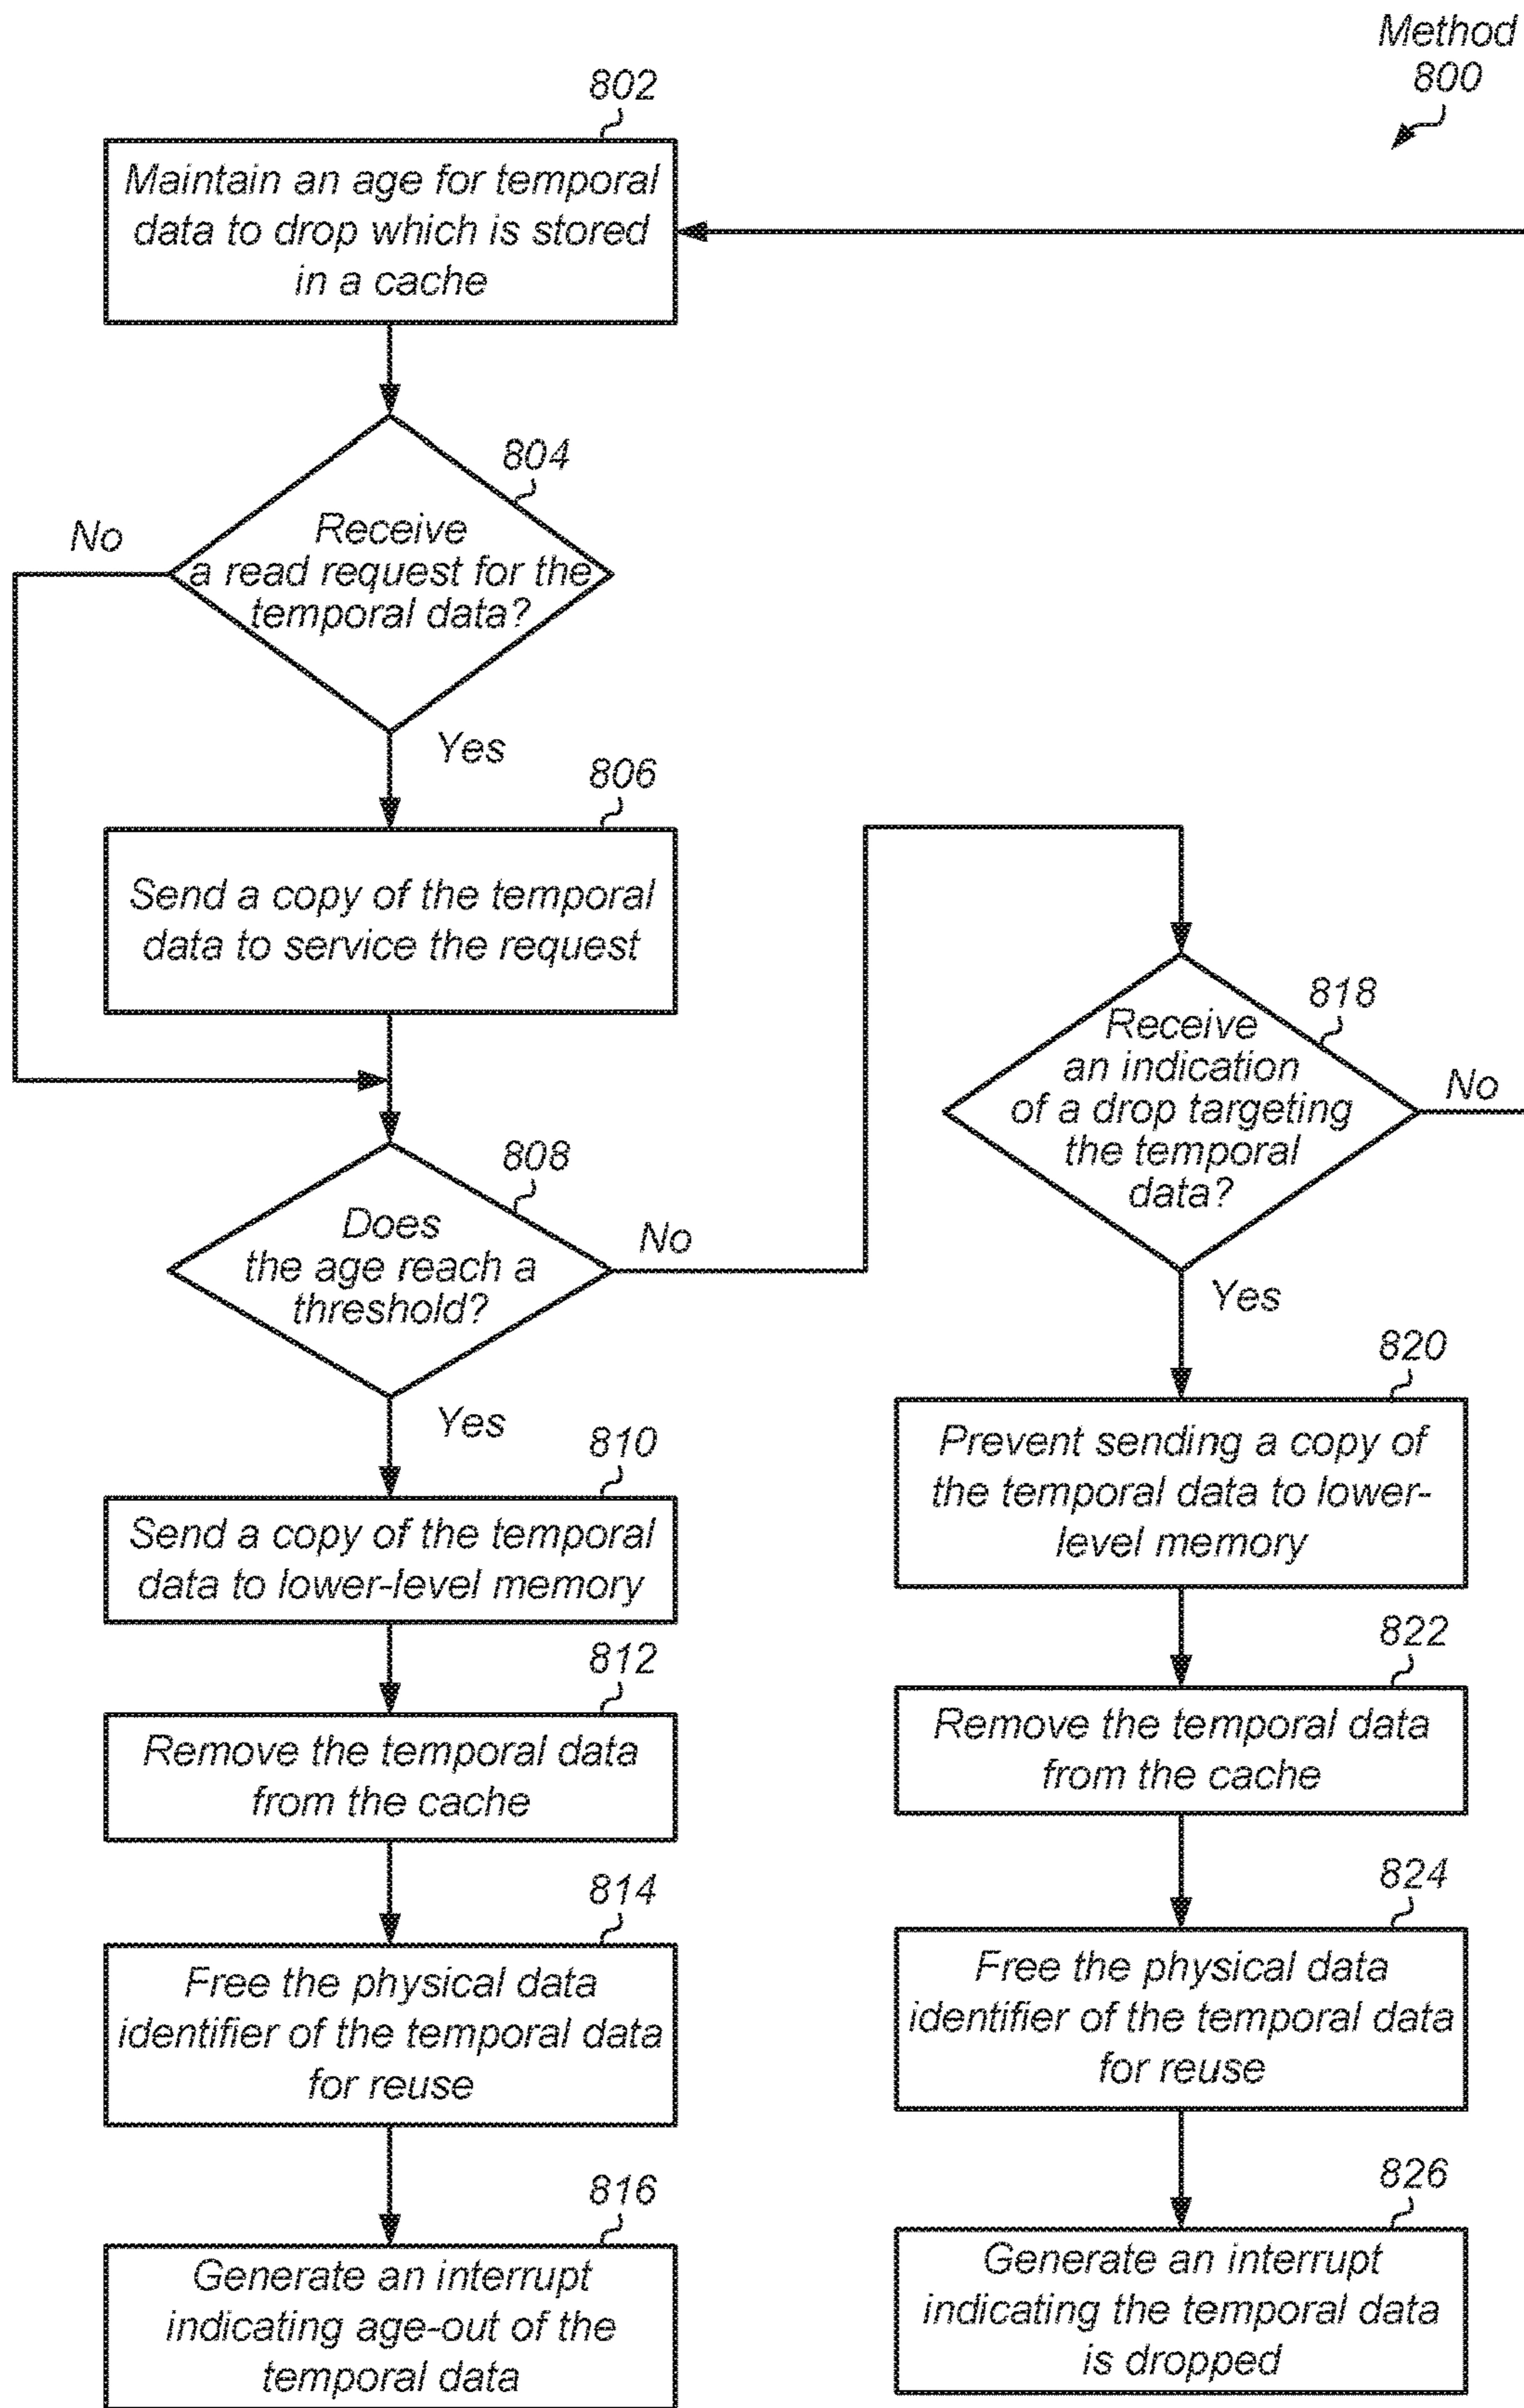 Method
800
802
Maintain an age for temporal
data to drop which is stored
in a cache
804
No
Receive
a read request for the
temporal data?
Yes
806
Send a copy of the temporal
data to service the request
808
Does
the age reach a
threshold?
No
Yes
810
Send a copy of the temporal
data to lower-level memory
812
Remove the temporal data
from the cache
814
Free the physical data
identifier of the temporal data
for reuse
816
Generate an interrupt
indicating age-out of the
temporal data
818
Receive
an indication
of a drop targeting
the temporal
data?
No
Yes
820
Prevent sending a copy of
the temporal data to lower-
level memory
822
Remove the temporal data
from the cache
824
Free the physical data
identifier of the temporal data
for reuse
826
Generate an interrupt
indicating the temporal data
is dropped